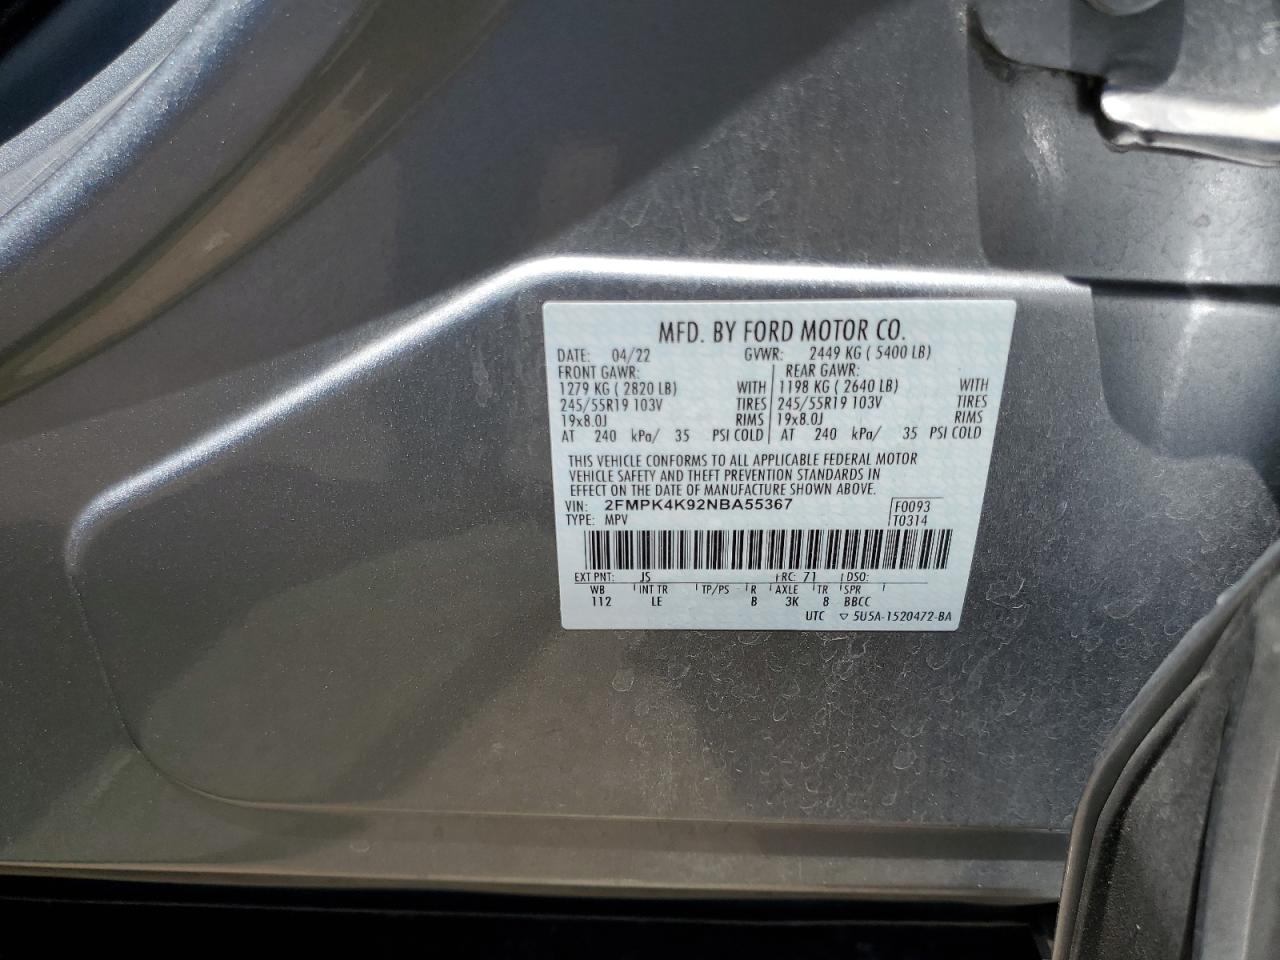 MFD. BY FORD MOTOR CO.
DATE: 04/22 GVWR: 2449 KG ( 5400 LB)
FRONT GAWR: REAR GAWR:
1279 KG ( 2820 LB) WITH 1198 KG ( 2640 LB) WITH
245/55R19 103V TIRES 245/55R19 103V TIRES
19x8.0J RIMS 19x8.0J RIMS
AT 240 kPa/ 35 PSI COLD AT 240 kPa/ 35 PSI COLD
THIS VEHICLE CONFORMS TO ALL APPLICABLE FEDERAL MOTOR
VEHICLE SAFETY AND THEFT PREVENTION STANDARDS IN
EFFECT ON THE DATE OF MANUFACTURE SHOWN ABOVE.
VIN: 2FMPK4K92NBA55367 F0093
TYPE: MPV T0314
EXT PNT: JS RC: 71 DSO:
WB INT TR TP/PS R AXLE TR SPR
112 LE B 3K 8 BBCC
UTC 5U5A-1520472-BA